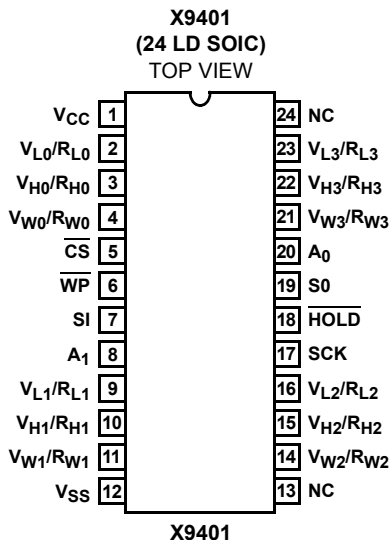 X9401
(24 LD SOIC)
TOP VIEW
VCC 1 24 NC
VL0/RL0 2 23 VL3/RL3
VH0/RH0 3 22 VH3/RH3
VW0/RW0 4 21 VW3/RW3
CS 5 20 A0
WP 6 19 S0
SI 7 18 HOLD
A1 8 17 SCK
VL1/RL1 9 16 VL2/RL2
VH1/RH1 10 15 VH2/RH2
VW1/RW1 11 14 VW2/RW2
VSS 12 13 NC
X9401